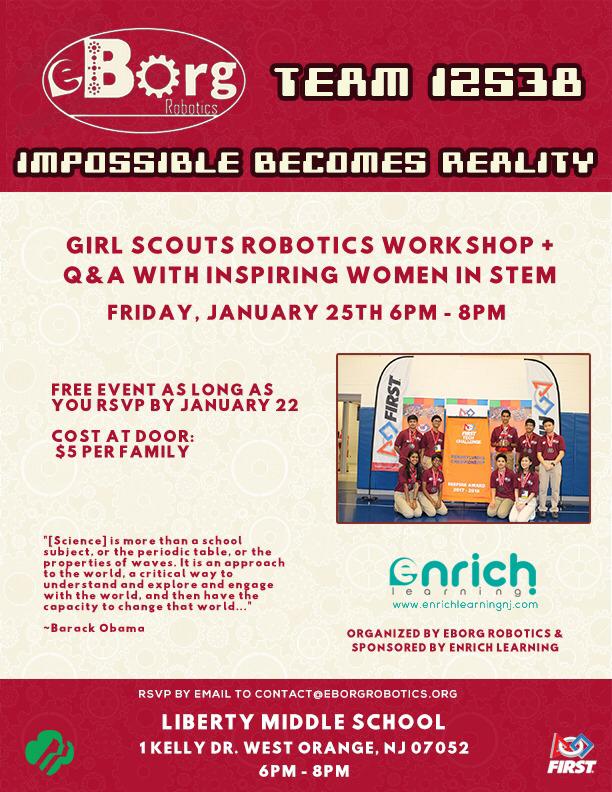 eBorg
Robotics
TEAM 12538
IMPOSSIBLE BECOMES REALITY
GIRL SCOUTS ROBOTICS WORKSHOP +
Q&A WITH INSPIRING WOMEN IN STEM
FRIDAY, JANUARY 25TH 6PM - 8PM
FREE EVENT AS LONG AS
YOU RSVP BY JANUARY 22
COST AT DOOR:
$5 PER FAMILY
FIRST
FIRST
TECH
CHALLENGE
PENNSYLVANIA
CHAMPIONSHIP
INSPIRE AWARD
2017 - 2018
"[Science] is more than a school
subject, or the periodic table, or the
properties of waves. It is an approach
to the world, a critical way to
understand and explore and engage
with the world, and then have the
capacity to change that world..."
~Barack Obama
enrich
learning
www.enrichlearningnj.com
ORGANIZED BY EBORG ROBOTICS &
SPONSORED BY ENRICH LEARNING
RSVP BY EMAIL TO CONTACT@EBORGROBOTICS.ORG
LIBERTY MIDDLE SCHOOL
1 KELLY DR. WEST ORANGE, NJ 07052
6PM - 8PM
FIRST